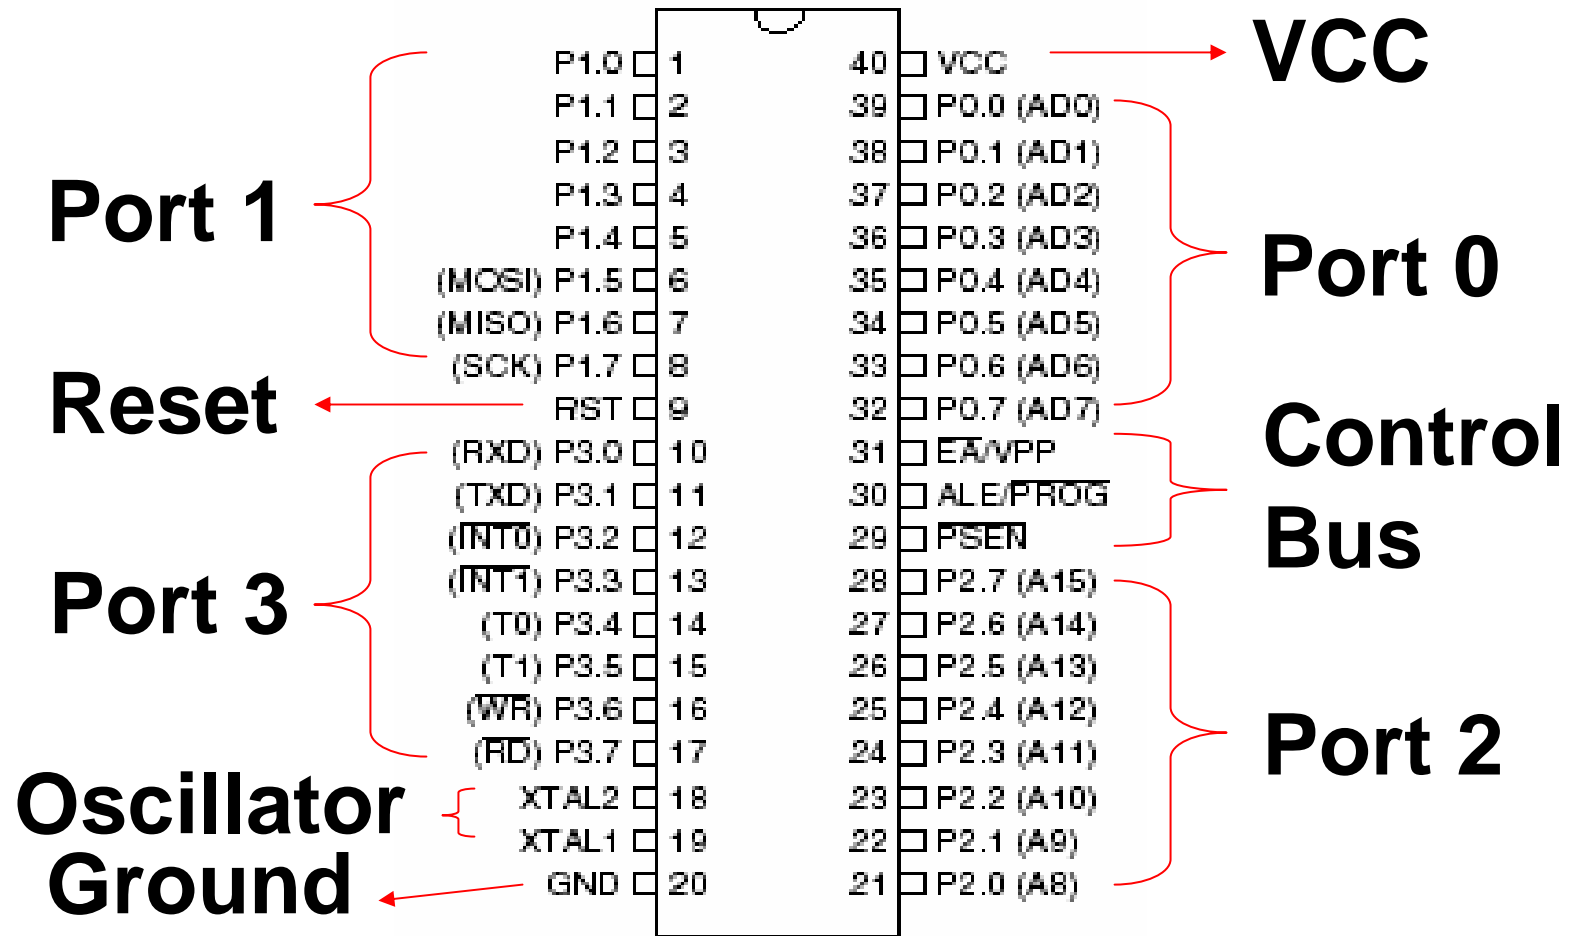 VCC
P1.0 1 40 VCC
P1.1 2 39 P0.0 (AD0)
P1.2 3 38 P0.1 (AD1)
P1.3 4 37 P0.2 (AD2)
Port 1
P1.4 5 36 P0.3 (AD3)
Port 0
(MOSI) P1.5 6 35 P0.4 (AD4)
(MISO) P1.6 7 34 P0.5 (AD5)
(SCK) P1.7 8 33 P0.6 (AD6)
Reset
RST 9 32 P0.7 (AD7)
Control
Bus
(RXD) P3.0 10 31 E̅A̅/VPP
(TXD) P3.1 11 30 ALE/P̅R̅O̅G̅
(I̅N̅T̅0̅) P3.2 12 29 P̅S̅E̅N̅
(I̅N̅T̅1̅) P3.3 13 28 P2.7 (A15)
Port 3
(T0) P3.4 14 27 P2.6 (A14)
(T1) P3.5 15 26 P2.5 (A13)
(W̅R̅) P3.6 16 25 P2.4 (A12)
Port 2
(R̅D̅) P3.7 17 24 P2.3 (A11)
Oscillator
XTAL2 18 23 P2.2 (A10)
XTAL1 19 22 P2.1 (A9)
Ground
GND 20 21 P2.0 (A8)